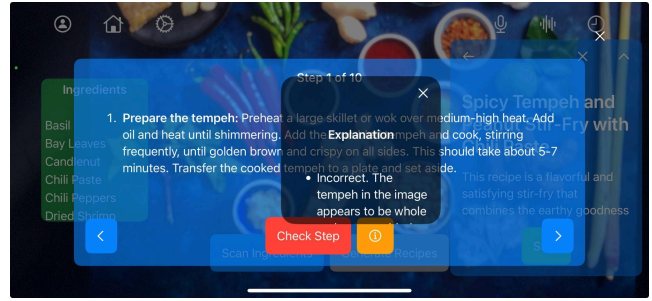 Step 1 of 10
Ingredients
Basil
Bay Leaves
Candlenut
Chili Paste
Chili Peppers
Dried Shrimp
1. Prepare the tempeh: Preheat a large skillet or wok over medium-high heat. Add
oil and heat until shimmering. Add the tempeh and cook, stirring
frequently, until golden brown and crispy on all sides. This should take about 5-7
minutes. Transfer the cooked tempeh to a plate and set aside.
Explanation
• Incorrect. The
tempeh in the image
appears to be whole
Spicy Tempeh and
Peanut Stir-Fry with
Chili Paste
This recipe is a flavorful and
satisfying stir-fry that
combines the earthy goodness
Check Step
Scan Ingredients
Generate Recipes